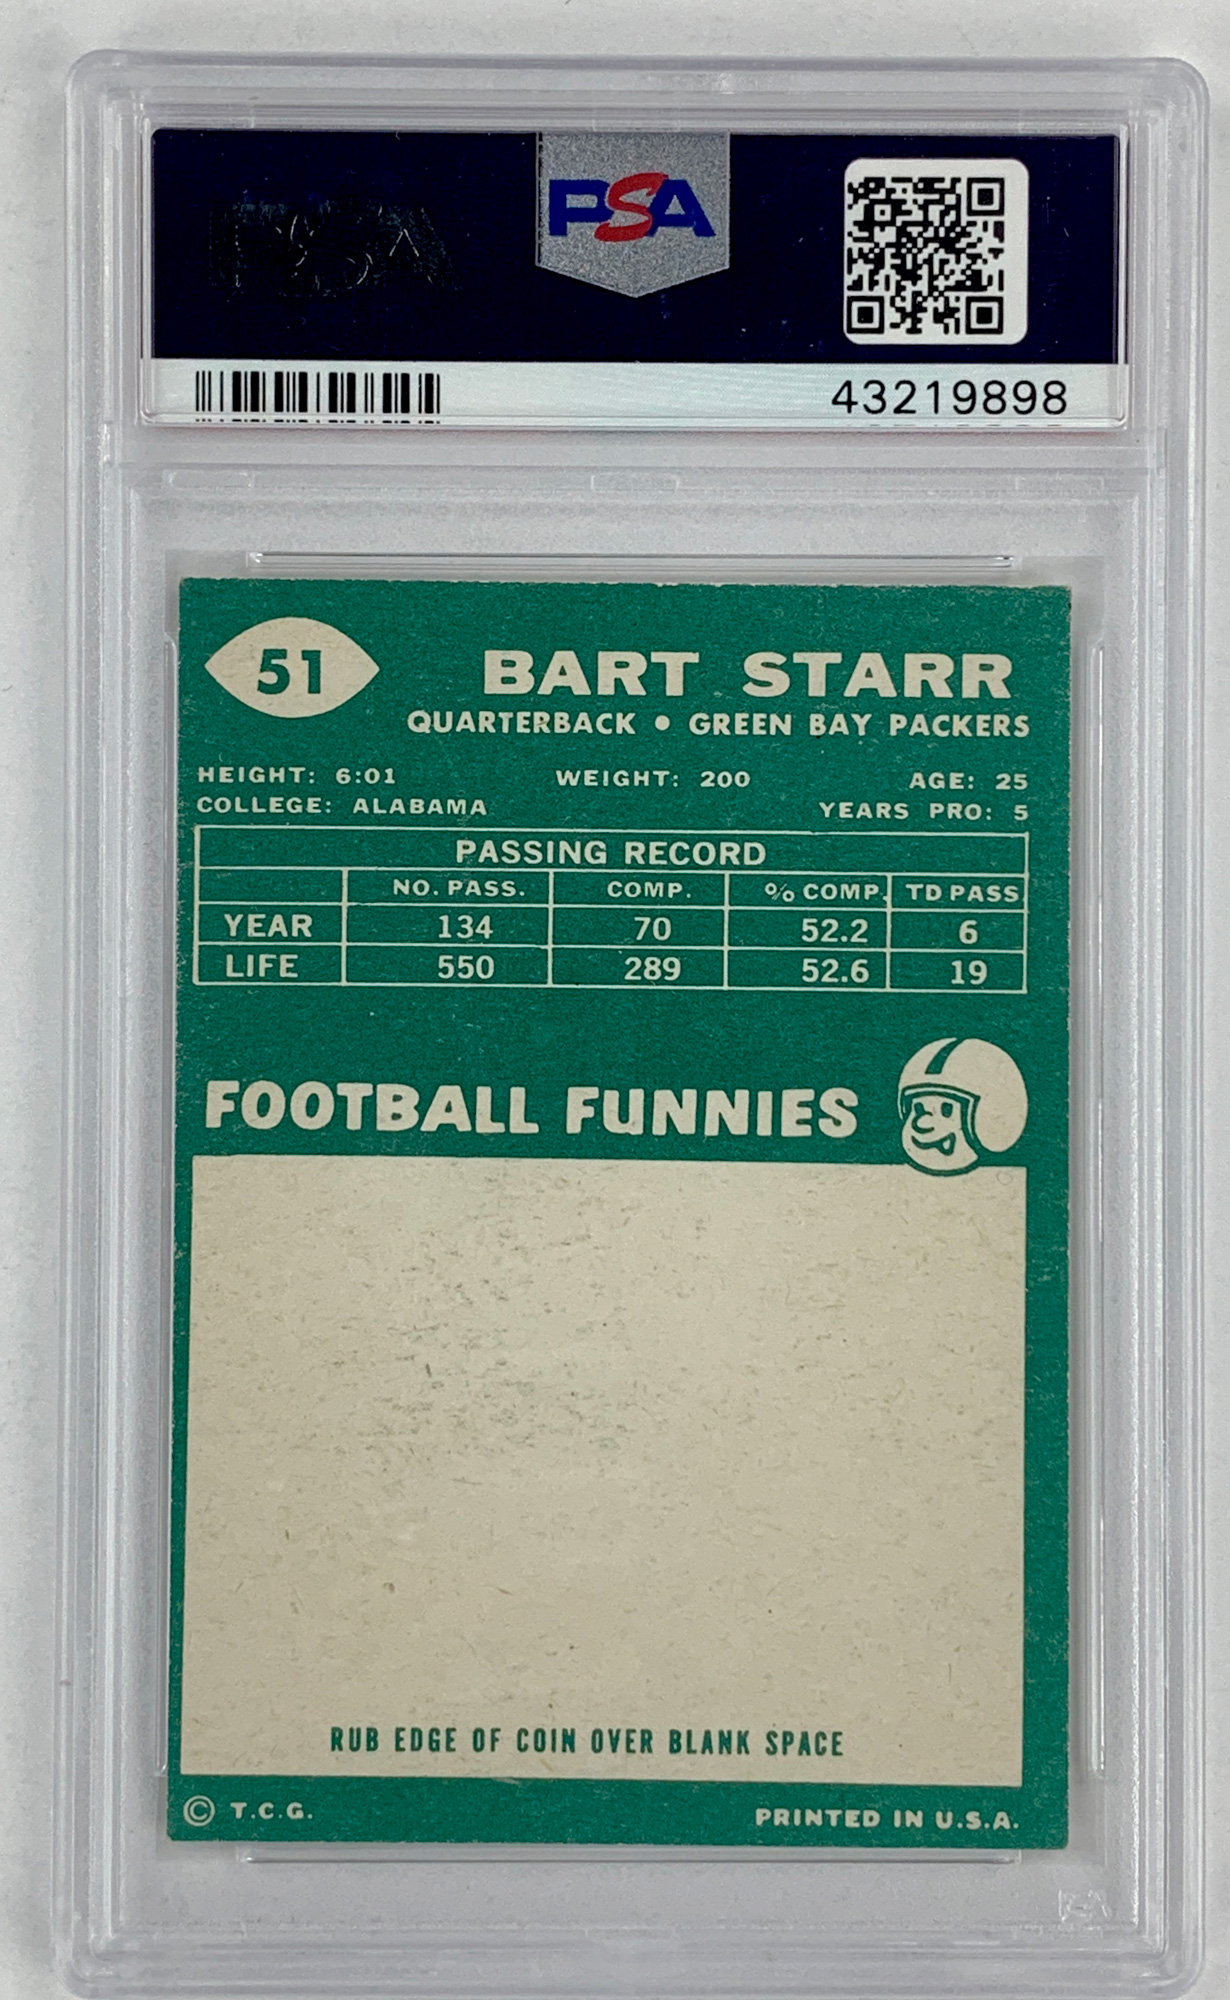 PSA
43219898
51
BART STARR
QUARTERBACK • GREEN BAY PACKERS
HEIGHT: 6:01 WEIGHT: 200 AGE: 25
COLLEGE: ALABAMA YEARS PRO: 5
PASSING RECORD
NO. PASS. COMP. % COMP. TD PASS
YEAR 134 70 52.2 6
LIFE 550 289 52.6 19
FOOTBALL FUNNIES
RUB EDGE OF COIN OVER BLANK SPACE
© T.C.G. PRINTED IN U.S.A.
PSA